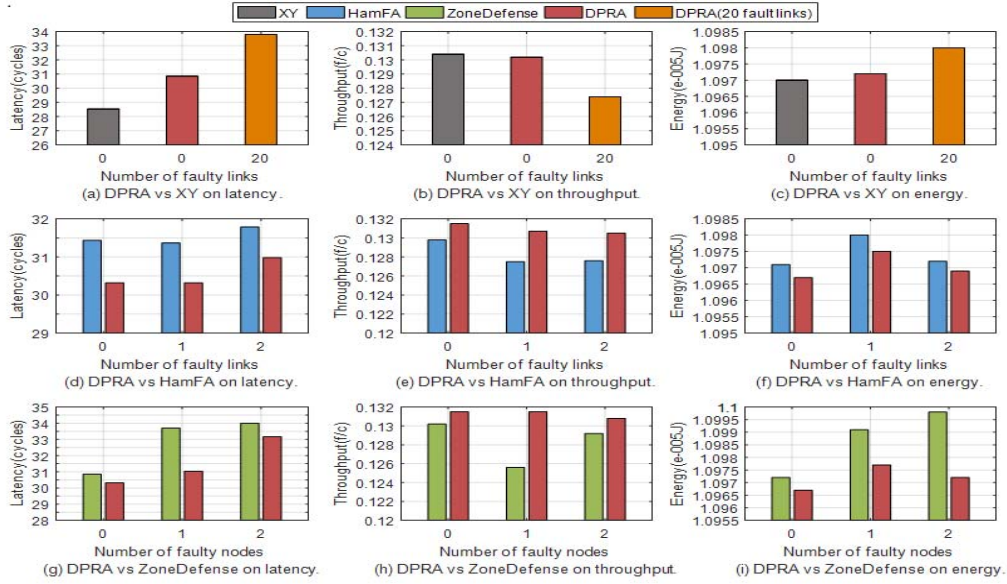 XY HamFA ZoneDefense DPRA DPRA(20 fault links)
Latency(cycles)
34
33
32
31
30
29
28
27
26
0 0 20
Number of faulty links
(a) DPRA vs XY on latency.
Throughput(f/c)
0.132
0.131
0.13
0.129
0.128
0.127
0.126
0.125
0.124
0 0 20
Number of faulty links
(b) DPRA vs XY on throughput.
Energy(e-005J)
1.0985
1.098
1.0975
1.097
1.0965
1.096
1.0955
1.095
0 0 20
Number of faulty links
(c) DPRA vs XY on energy.
Latency(cycles)
32
31
30
29
0 1 2
Number of faulty links
(d) DPRA vs HamFA on latency.
Throughput(f/c)
0.132
0.13
0.128
0.126
0.124
0.122
0.12
0 1 2
Number of faulty links
(e) DPRA vs HamFA on throughput.
Energy(e-005J)
1.0985
1.098
1.0975
1.097
1.0965
1.096
1.0955
1.095
0 1 2
Number of faulty links
(f) DPRA vs HamFA on energy.
Latency(cycles)
35
34
33
32
31
30
29
28
0 1 2
Number of faulty nodes
(g) DPRA vs ZoneDefense on latency.
Throughput(f/c)
0.132
0.13
0.128
0.126
0.124
0.122
0.12
0 1 2
Number of faulty nodes
(h) DPRA vs ZoneDefense on throughput.
Energy(e-005J)
1.1
1.0995
1.099
1.0985
1.098
1.0975
1.097
1.0965
1.096
1.0955
0 1 2
Number of faulty nodes
(i) DPRA vs ZoneDefense on energy.